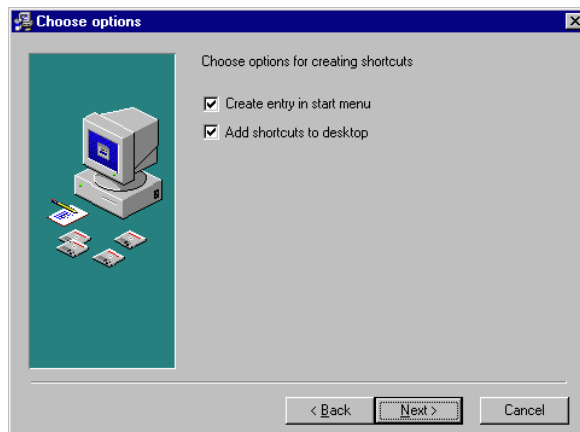 Choose options
Choose options for creating shortcuts
Create entry in start menu
Add shortcuts to desktop
< Back
Next >
Cancel